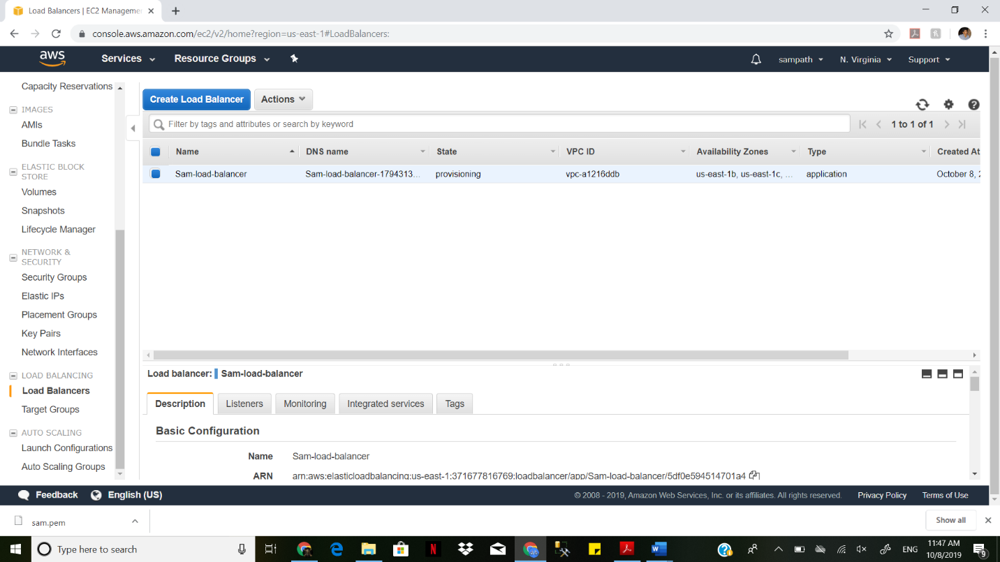 Load Balancers | EC2 Manageme
console.aws.amazon.com/ec2/v2/home?region=us-east-1#LoadBalancers:
aws Services Resource Groups sampath N. Virginia Support
Capacity Reservations
IMAGES
AMIs
Bundle Tasks
ELASTIC BLOCK
STORE
Volumes
Snapshots
Lifecycle Manager
NETWORK &
SECURITY
Security Groups
Elastic IPs
Placement Groups
Key Pairs
Network Interfaces
LOAD BALANCING
Load Balancers
Target Groups
AUTO SCALING
Launch Configurations
Auto Scaling Groups
Create Load Balancer Actions
Filter by tags and attributes or search by keyword 1 to 1 of 1
Name DNS name State VPC ID Availability Zones Type Created At
Sam-load-balancer Sam-load-balancer-1794313... provisioning vpc-a1216ddb us-east-1b, us-east-1c, ... application October 8,
Load balancer: Sam-load-balancer
Description Listeners Monitoring Integrated services Tags
Basic Configuration
Name Sam-load-balancer
ARN arn:aws:elasticloadbalancing:us-east-1:371677816769:loadbalancer/app/Sam-load-balancer/5df0e594514701a4
Feedback English (US) © 2008 - 2019, Amazon Web Services, Inc. or its affiliates. All rights reserved. Privacy Policy Terms of Use
sam.pem Show all
Type here to search ENG 11:47 AM
10/8/2019 9